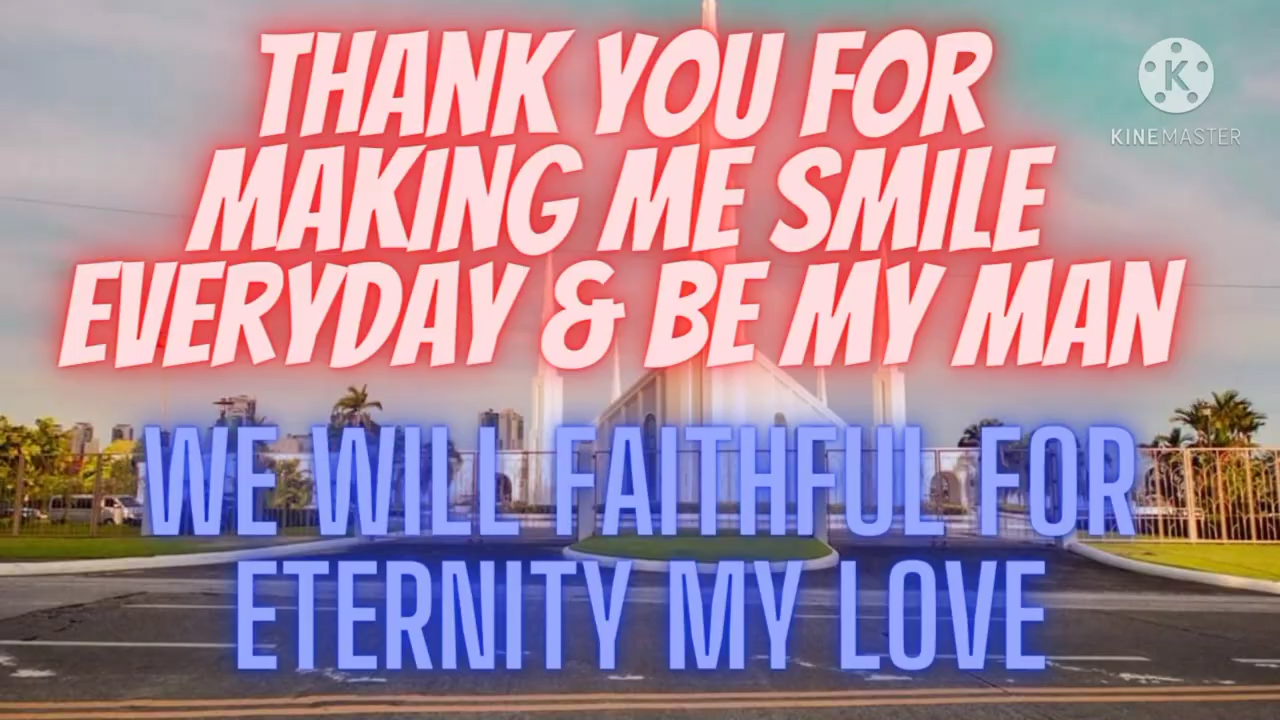 THANK YOU FOR
MAKING ME SMILE
EVERYDAY & BE MY MAN
WE WILL FAITHFUL FOR
ETERNITY MY LOVE
K
KINEMASTER